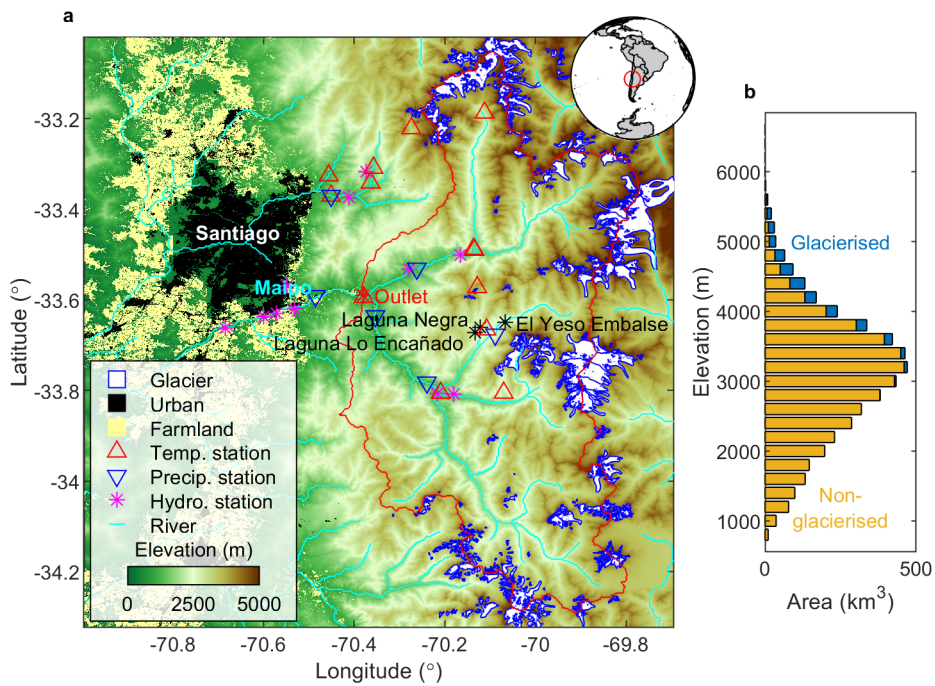 a
-33.2
-33.4
-33.6
-33.8
-34
-34.2
Latitude (°)
-70.8
-70.6
-70.4
-70.2
-70
-69.8
Longitude (°)
Santiago
Maipo
Outlet
Laguna Negra
El Yeso Embalse
Laguna Lo Encañado
Glacier
Urban
Farmland
Temp. station
Precip. station
Hydro. station
River
Elevation (m)
0 2500 5000
b
6000
5000
4000
3000
2000
1000
Elevation (m)
Glacierised
Non-
glacierised
0 500
Area (km³)